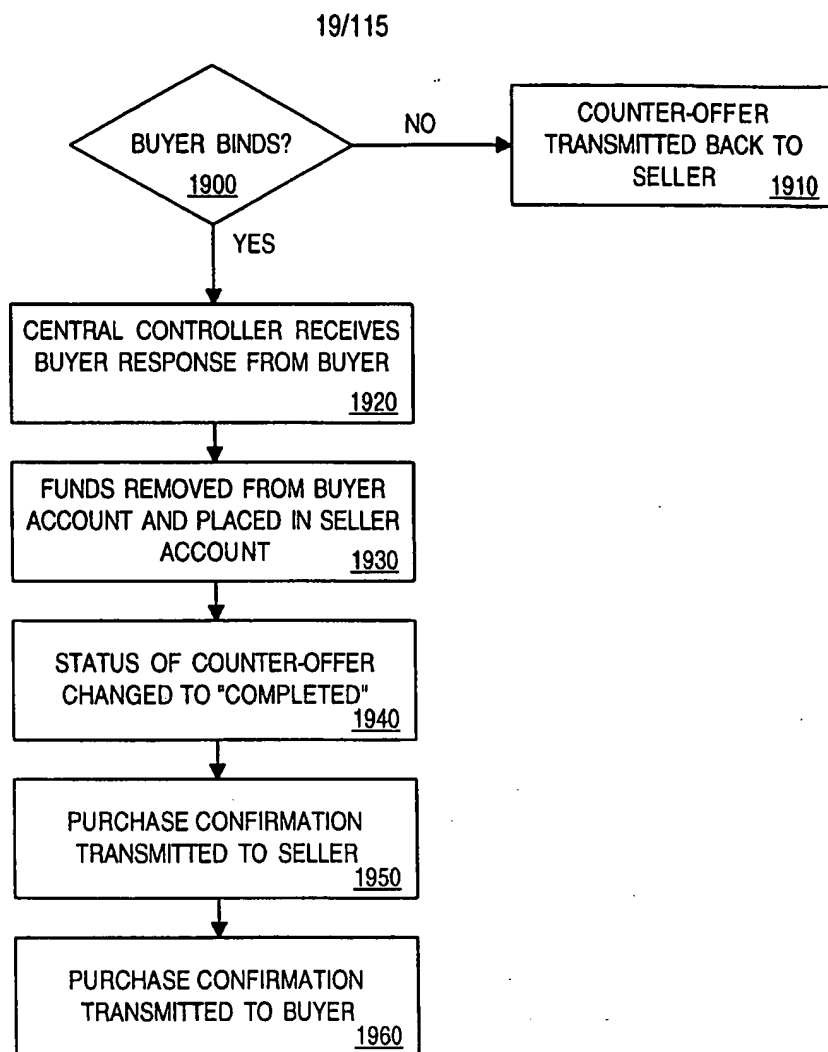 19/115
BUYER BINDS?
1900
NO
COUNTER-OFFER
TRANSMITTED BACK TO
SELLER
1910
YES
CENTRAL CONTROLLER RECEIVES
BUYER RESPONSE FROM BUYER
1920
FUNDS REMOVED FROM BUYER
ACCOUNT AND PLACED IN SELLER
ACCOUNT
1930
STATUS OF COUNTER-OFFER
CHANGED TO "COMPLETED"
1940
PURCHASE CONFIRMATION
TRANSMITTED TO SELLER
1950
PURCHASE CONFIRMATION
TRANSMITTED TO BUYER
1960